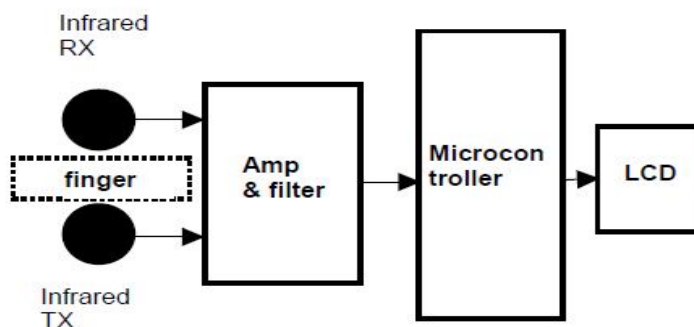 Infrared
RX
finger
Amp
& filter
Microcon
troller
LCD
Infrared
TX